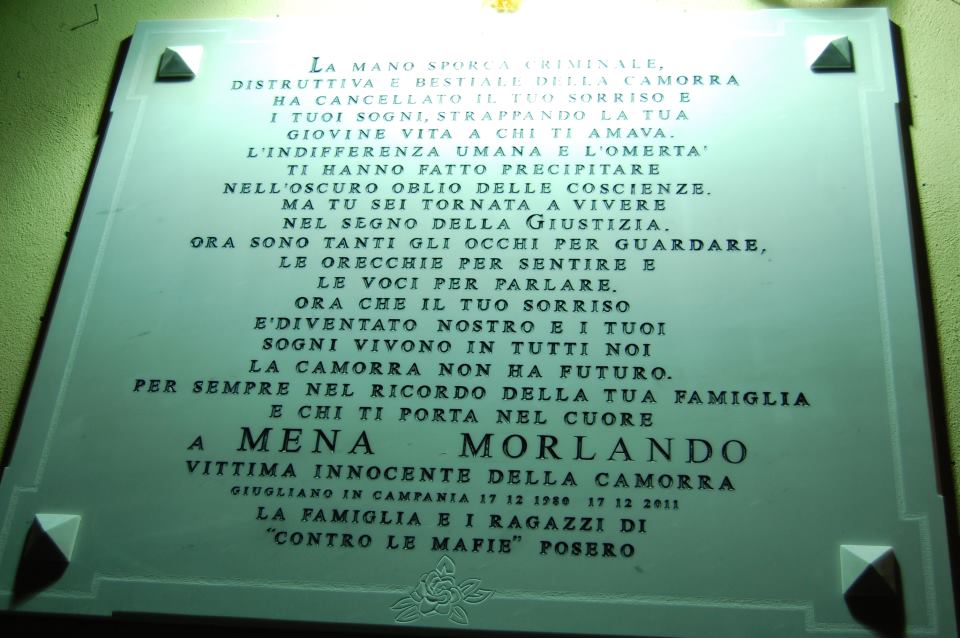 La mano sporca criminale,
distruttiva e bestiale della camorra
ha cancellato il tuo sorriso e
i tuoi sogni, strappando la tua
giovine vita a chi ti amava.
l'indifferenza umana e l'omerta'
ti hanno fatto precipitare
nell'oscuro oblio delle coscienze.
ma tu sei tornata a vivere
nel segno della Giustizia.
ora sono tanti gli occhi per guardare,
le orecchie per sentire e
le voci per parlare.
ora che il tuo sorriso
e'diventato nostro e i tuoi
sogni vivono in tutti noi
la camorra non ha futuro.
per sempre nel ricordo della tua famiglia
e chi ti porta nel cuore
a MENA MORLANDO
vittima innocente della camorra
giugliano in campania 17 12 1980 17 12 2011
la famiglia e i ragazzi di
"contro le mafie" posero